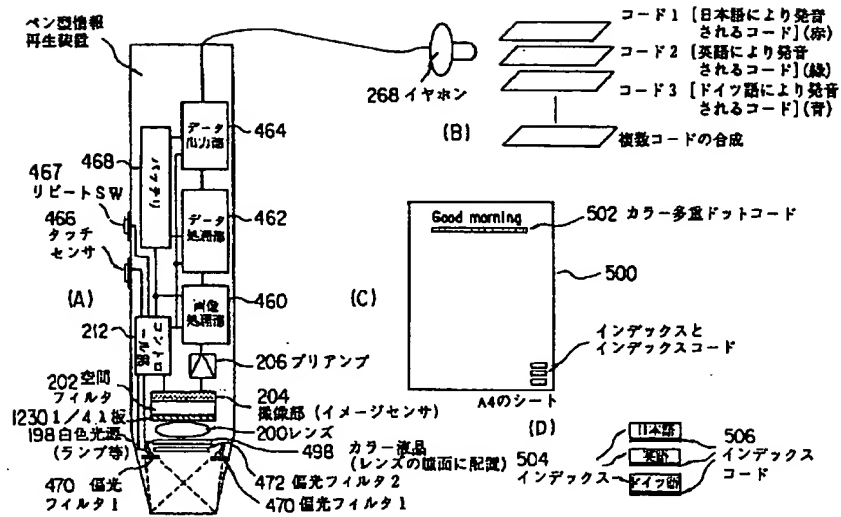 ペン型情報
再生装置
268 イヤホン
コード1 [日本語により発音
されるコード](赤)
コード2 [英語により発音
されるコード](緑)
コード3 [ドイツ語により発音
されるコード](青)
複数コードの合成
(B)
データ
出力部
464
468
バッテリ
467
リピートSW
466
タッチ
センサ
データ
処理部
462
(A)
画像
処理部
460
212
コントロール部
206 プリアンプ
202 空間
フィルタ
204
撮像部(イメージセンサ)
1230 1/4λ板
200 レンズ
198 白色光源
(ランプ等)
498 カラー液晶
(レンズの瞳面に配置)
470 偏光
フィルタ1
472 偏光フィルタ2
470 偏光フィルタ1
(C)
Good morning
502 カラー多重ドットコード
500
インデックスと
インデックスコード
A4のシート
(D)
日本語
英語
ドイツ語
504
インデックス
506
インデックス
コード